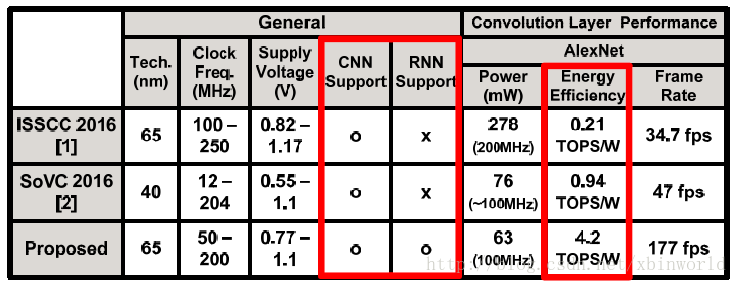 General
Convolution Layer Performance
Tech. (nm)
Clock Freq. (MHz)
Supply Voltage (V)
CNN Support
RNN Support
AlexNet
Power (mW)
Energy Efficiency
Frame Rate
ISSCC 2016 [1]
65
100 – 250
0.82 – 1.17
o
x
278 (200MHz)
0.21 TOPS/W
34.7 fps
SoVC 2016 [2]
40
12 – 204
0.55 – 1.1
o
x
76 (~100MHz)
0.94 TOPS/W
47 fps
Proposed
65
50 – 200
0.77 – 1.1
o
o
63 (100MHz)
4.2 TOPS/W
177 fps
http://blog.csdn.net/xbinworld